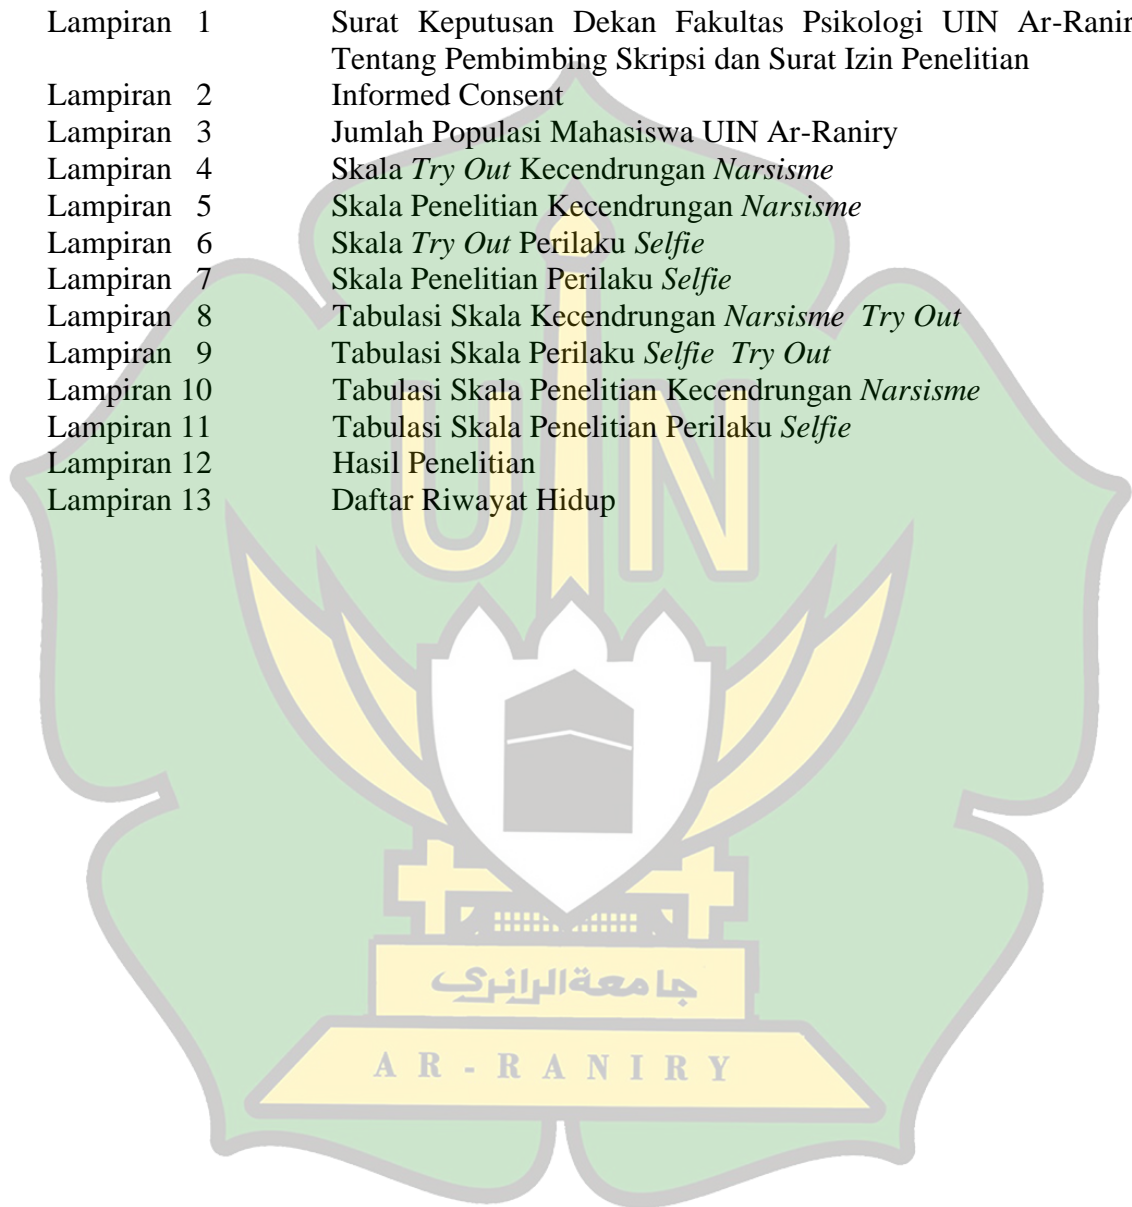 Lampiran 1 Surat Keputusan Dekan Fakultas Psikologi UIN Ar-Ranir
Tentang Pembimbing Skripsi dan Surat Izin Penelitian
Lampiran 2 Informed Consent
Lampiran 3 Jumlah Populasi Mahasiswa UIN Ar-Raniry
Lampiran 4 Skala Try Out Kecendrungan Narsisme
Lampiran 5 Skala Penelitian Kecendrungan Narsisme
Lampiran 6 Skala Try Out Perilaku Selfie
Lampiran 7 Skala Penelitian Perilaku Selfie
Lampiran 8 Tabulasi Skala Kecendrungan Narsisme Try Out
Lampiran 9 Tabulasi Skala Perilaku Selfie Try Out
Lampiran 10 Tabulasi Skala Penelitian Kecendrungan Narsisme
Lampiran 11 Tabulasi Skala Penelitian Perilaku Selfie
Lampiran 12 Hasil Penelitian
Lampiran 13 Daftar Riwayat Hidup
UIN
جامعة الرانري
AR-RANIRY